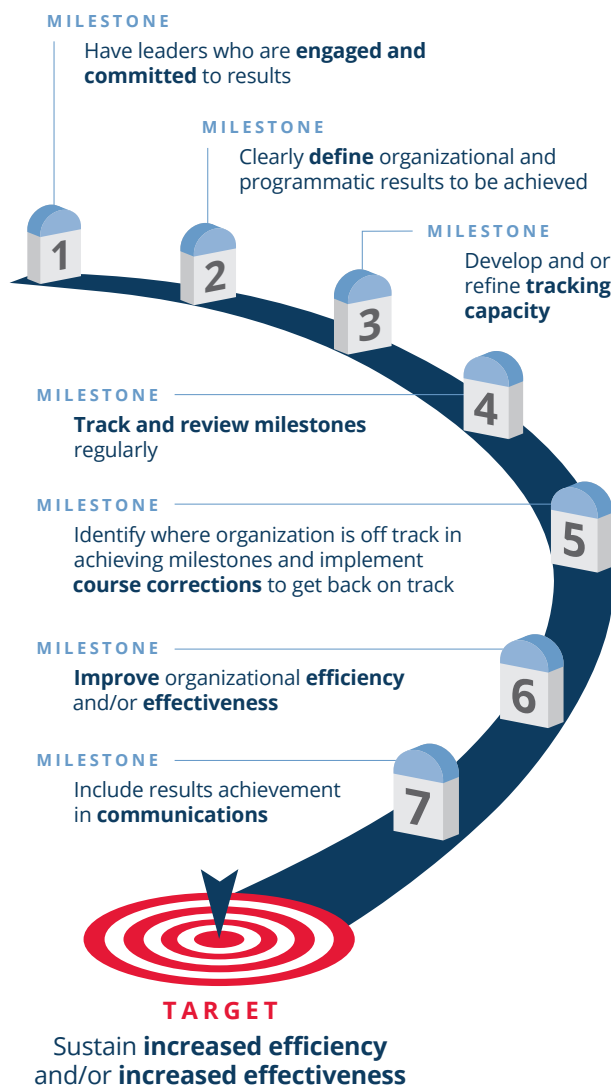 MILESTONE
Have leaders who are engaged and
committed to results
MILESTONE
Clearly define organizational and
programmatic results to be achieved
1
2
MILESTONE
Develop and or
refine tracking
capacity
3
4
MILESTONE
Track and review milestones
regularly
5
MILESTONE
Identify where organization is off track in
achieving milestones and implement
course corrections to get back on track
6
MILESTONE
Improve organizational efficiency
and/or effectiveness
7
MILESTONE
Include results achievement
in communications
TARGET
Sustain increased efficiency
and/or increased effectiveness